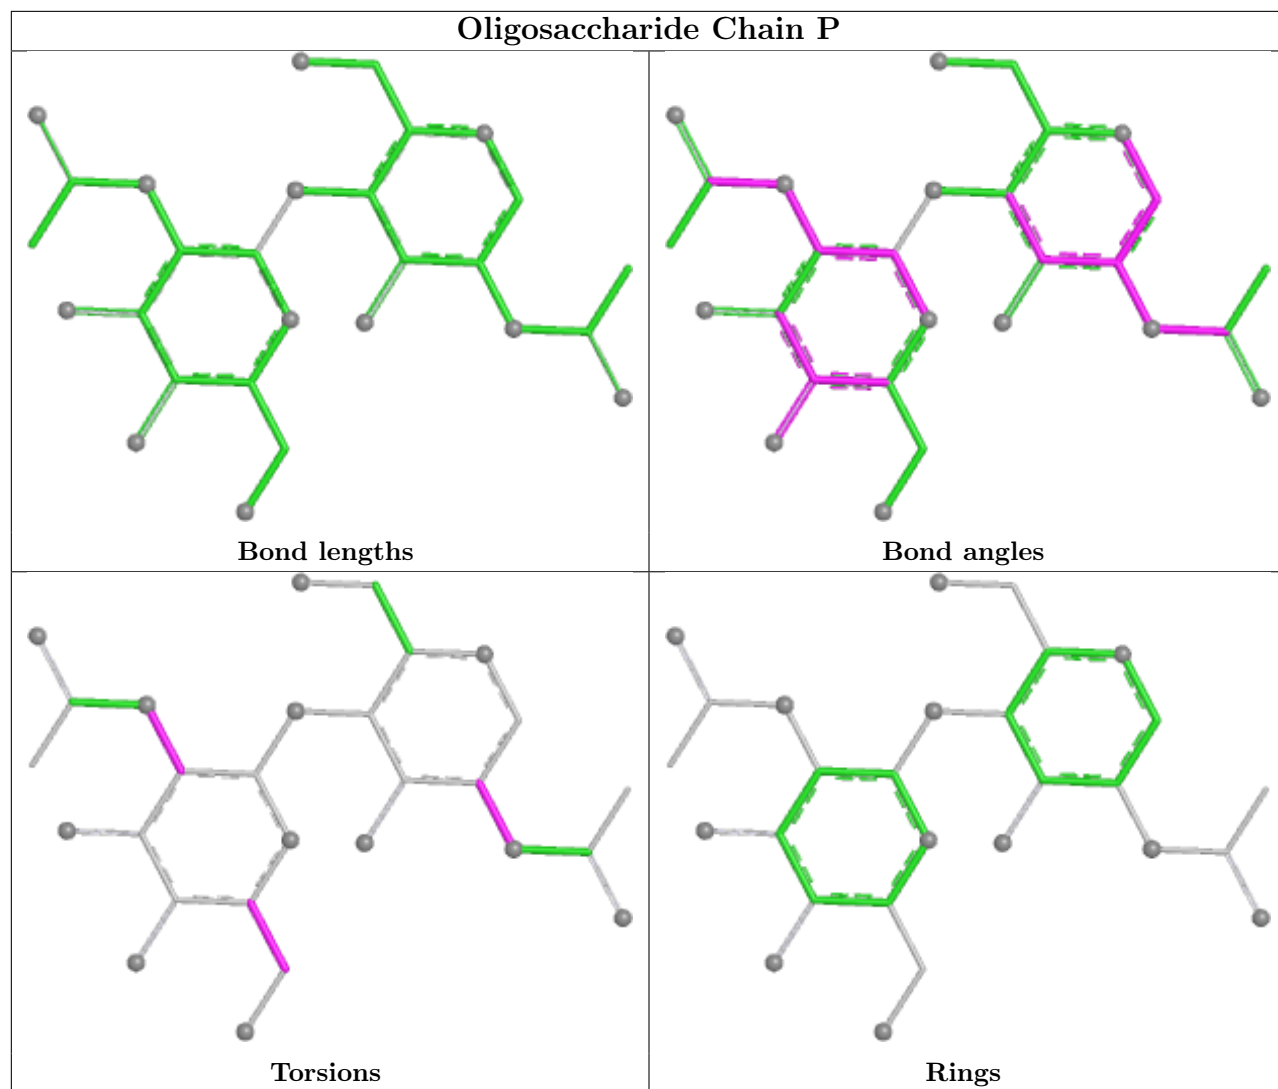 Oligosaccharide Chain P
Bond lengths
Bond angles
Torsions
Rings